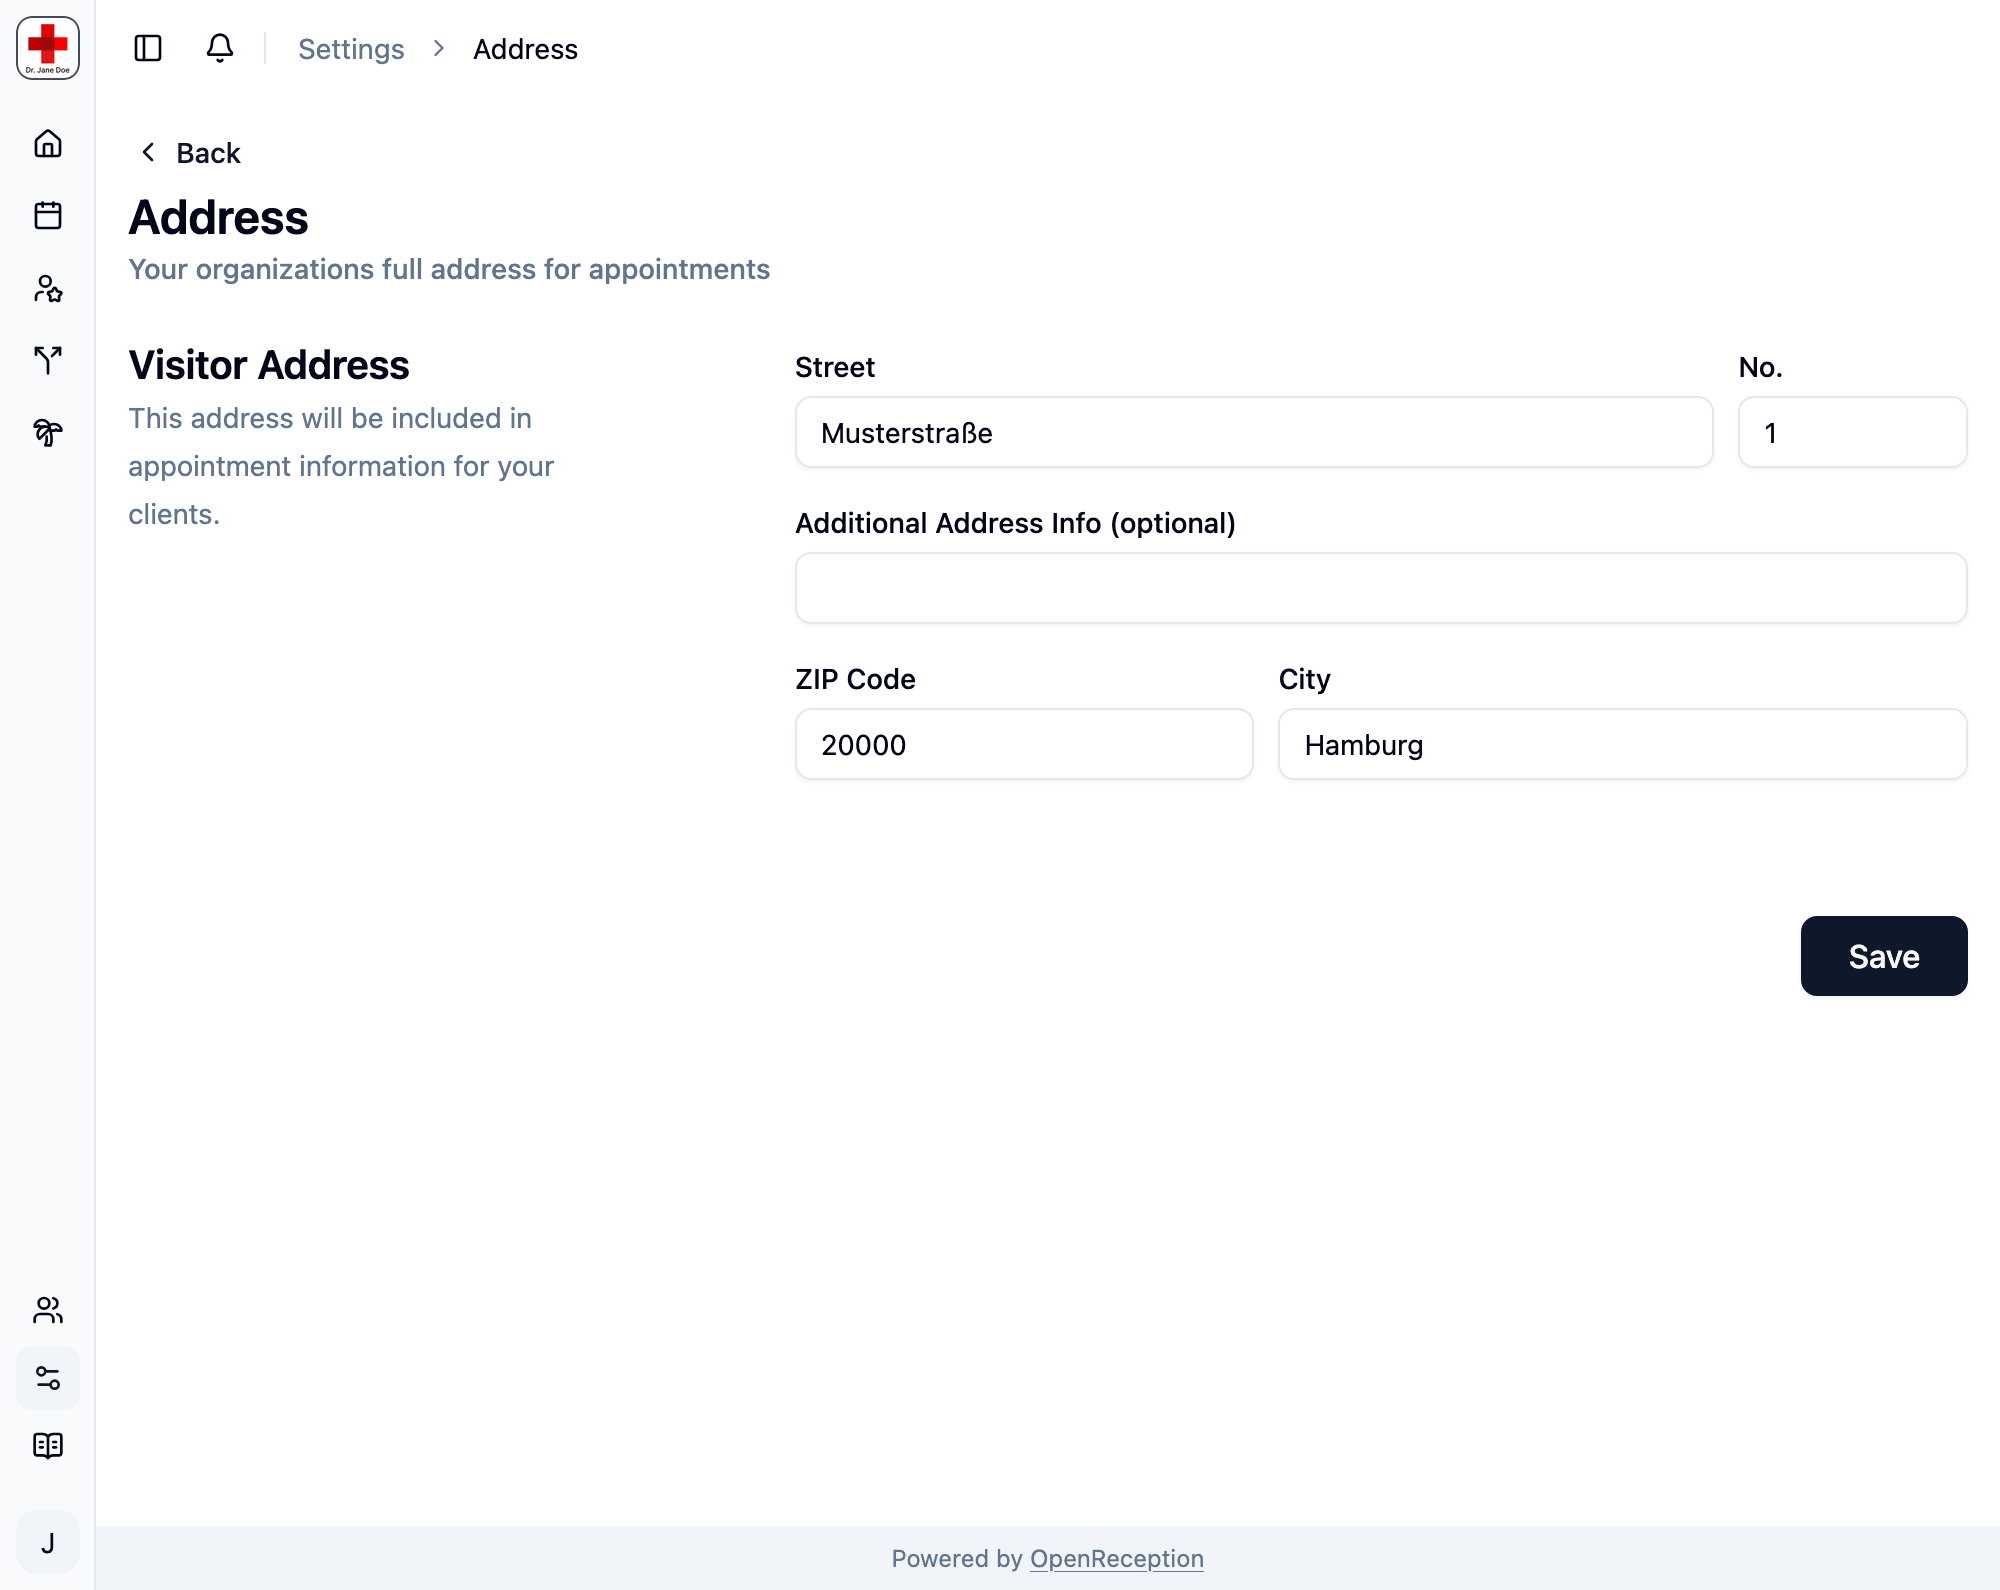 Dr. Jane Doe
Settings
Address
Back
Address
Your organizations full address for appointments
Visitor Address
This address will be included in
appointment information for your
clients.
Street
No.
Musterstraße
1
Additional Address Info (optional)
ZIP Code
City
20000
Hamburg
Save
J
Powered by OpenReception